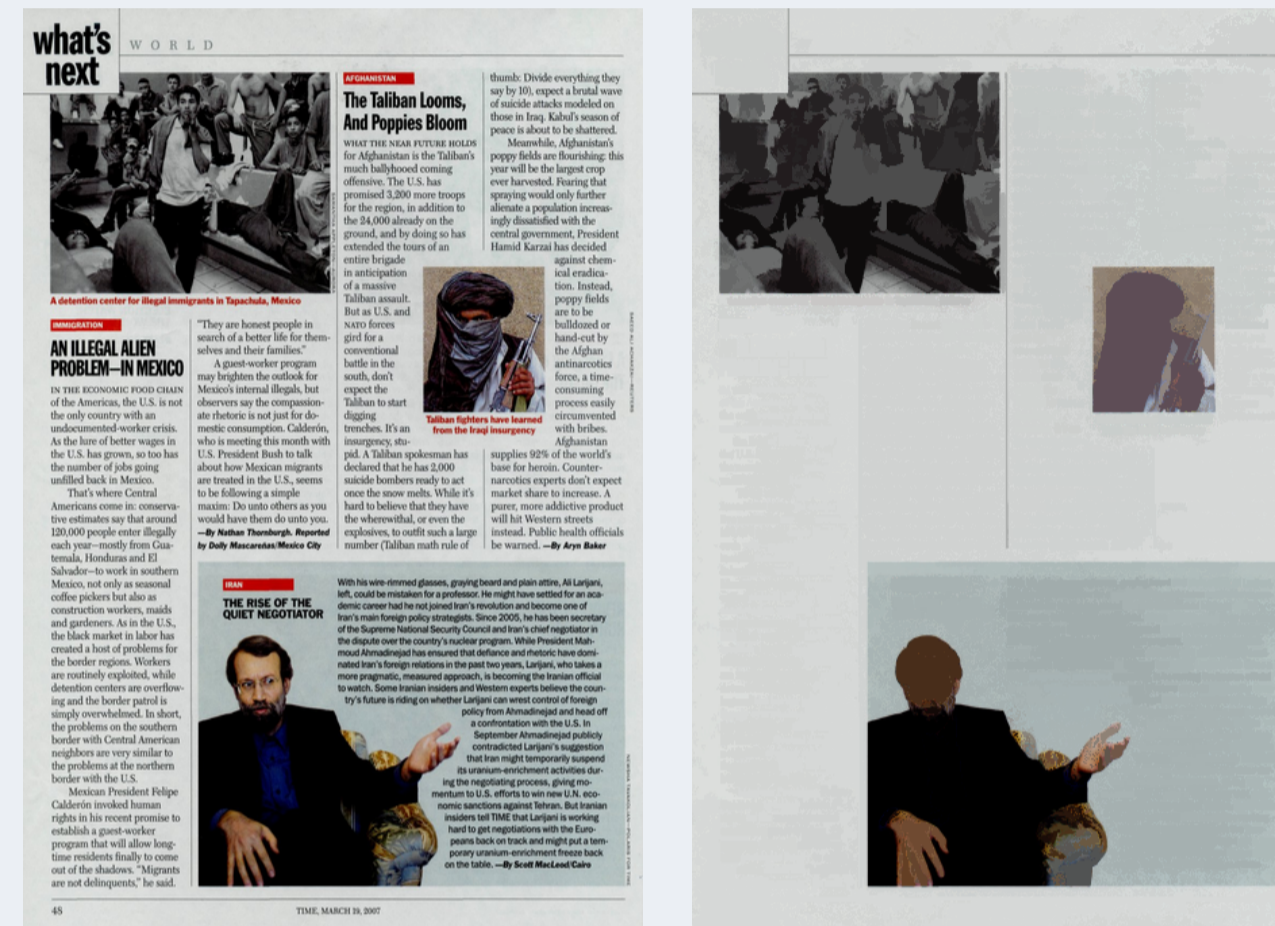 what's
next
WORLD
A detention center for illegal immigrants in Tapachula, Mexico
IMMIGRATION
AN ILLEGAL ALIEN
PROBLEM—IN MEXICO
IN THE ECONOMIC FOOD CHAIN
of the Americas, the U.S. is not
the only country with an
undocumented-worker crisis.
As the lure of better wages in
the U.S. has grown, so too has
the number of jobs going
unfilled back in Mexico.
That's where Central
Americans come in: conserva-
tive estimates say that around
120,000 people enter illegally
each year—mostly from Gua-
temala, Honduras and El
Salvador—to work in southern
Mexico, not only as seasonal
coffee pickers but also as
construction workers, maids
and gardeners. As in the U.S.,
the black market in labor has
created a host of problems for
the border regions. Workers
are routinely exploited, while
detention centers are overflow-
ing and the border patrol is
simply overwhelmed. In short,
the problems on the southern
border with Central American
neighbors are very similar to
the problems at the northern
border with the U.S.
Mexican President Felipe
Calderón invoked human
rights in his recent promise to
establish a guest-worker
program that will allow long-
time residents finally to come
out of the shadows. "Migrants
are not delinquents," he said.
"They are honest people in
search of a better life for them-
selves and their families."
A guest-worker program
may brighten the outlook for
Mexico's internal illegals, but
observers say the compassion-
ate rhetoric is not just for do-
mestic consumption. Calderón,
who is meeting this month with
U.S. President Bush to talk
about how Mexican migrants
are treated in the U.S., seems
to be following a simple
maxim: Do unto others as you
would have them do unto you.
—By Nathan Thornburgh. Reported
by Dolly Mascareñas/Mexico City
AFGHANISTAN
The Taliban Looms,
And Poppies Bloom
WHAT THE NEAR FUTURE HOLDS
for Afghanistan is the Taliban's
much ballyhooed coming
offensive. The U.S. has
promised 3,200 more troops
for the region, in addition to
the 24,000 already on the
ground, and by doing so has
extended the tours of an
entire brigade
in anticipation
of a massive
Taliban assault.
But as U.S. and
NATO forces
gird for a
conventional
battle in the
south, don't
expect the
Taliban to start
digging
trenches. It's an
insurgency, stu-
pid. A Taliban spokesman has
declared that he has 2,000
suicide bombers ready to act
once the snow melts. While it's
hard to believe that they have
the wherewithal, or even the
explosives, to outfit such a large
number (Taliban math rule of
thumb: Divide everything they
say by 10), expect a brutal wave
of suicide attacks modeled on
those in Iraq. Kabul's season of
peace is about to be shattered.
Meanwhile, Afghanistan's
poppy fields are flourishing: this
year will be the largest crop
ever harvested. Fearing that
spraying would only further
alienate a population increas-
ingly dissatisfied with the
central government, President
Hamid Karzai has decided
against chem-
ical eradica-
tion. Instead,
poppy fields
are to be
bulldozed or
hand-cut by
the Afghan
antinarcotics
force, a time-
consuming
process easily
circumvented
with bribes.
Afghanistan
supplies 92% of the world's
base for heroin. Counter-
narcotics experts don't expect
market share to increase. A
purer, more addictive product
will hit Western streets
instead. Public health officials
be warned. —By Aryn Baker
Taliban fighters have learned
from the Iraqi insurgency
IRAN
THE RISE OF THE
QUIET NEGOTIATOR
With his wire-rimmed glasses, graying beard and plain attire, Ali Larijani,
left, could be mistaken for a professor. He might have settled for an aca-
demic career had he not joined Iran's revolution and become one of
Iran's main foreign policy strategists. Since 2005, he has been secretary
of the Supreme National Security Council and Iran's chief negotiator in
the dispute over the country's nuclear program. While President Mah-
moud Ahmadinejad has ensured that defiance and rhetoric have domi-
nated Iran's foreign relations in the past two years, Larijani, who takes a
more pragmatic, measured approach, is becoming the Iranian official
to watch. Some Iranian insiders and Western experts believe the coun-
try's future is riding on whether Larijani can wrest control of foreign
policy from Ahmadinejad and head off
a confrontation with the U.S. In
September Ahmadinejad publicly
contradicted Larijani's suggestion
that Iran might temporarily suspend
its uranium-enrichment activities dur-
ing the negotiating process, giving mo-
mentum to U.S. efforts to win new U.N. eco-
nomic sanctions against Tehran. But Iranian
insiders tell TIME that Larijani is working
hard to get negotiations with the Euro-
peans back on track and might put a tem-
porary uranium-enrichment freeze back
on the table. —By Scott MacLeod/Cairo
48
TIME, MARCH 19, 2007